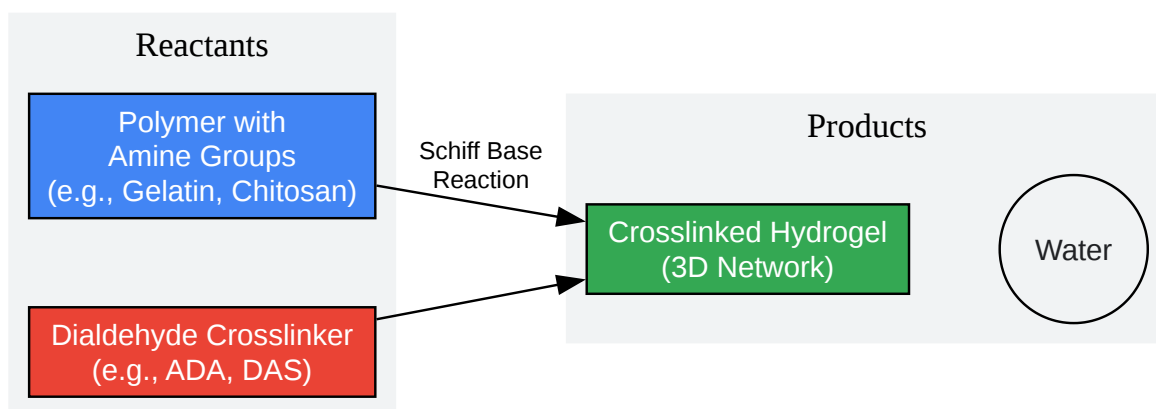 Reactants
Polymer with
Amine Groups
(e.g., Gelatin, Chitosan)
Dialdehyde Crosslinker
(e.g., ADA, DAS)
Schiff Base
Reaction
Products
Crosslinked Hydrogel
(3D Network)
Water